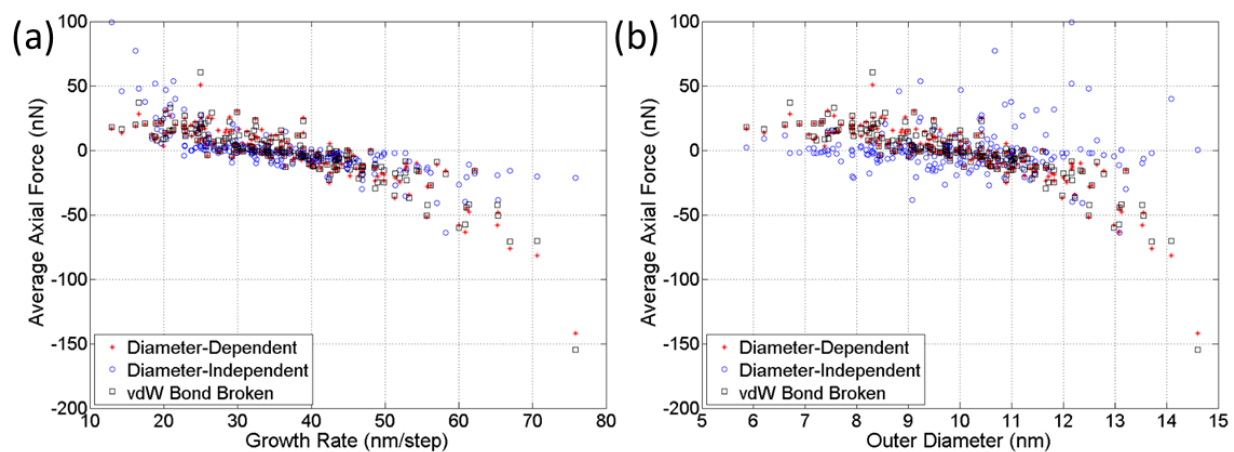 (a)
Average Axial Force (nN)
100
50
0
-50
-100
-150
-200
Diameter-Dependent
Diameter-Independent
vdW Bond Broken
10 20 30 40 50 60 70 80
Growth Rate (nm/step)
(b)
Average Axial Force (nN)
100
50
0
-50
-100
-150
-200
Diameter-Dependent
Diameter-Independent
vdW Bond Broken
5 6 7 8 9 10 11 12 13 14 15
Outer Diameter (nm)